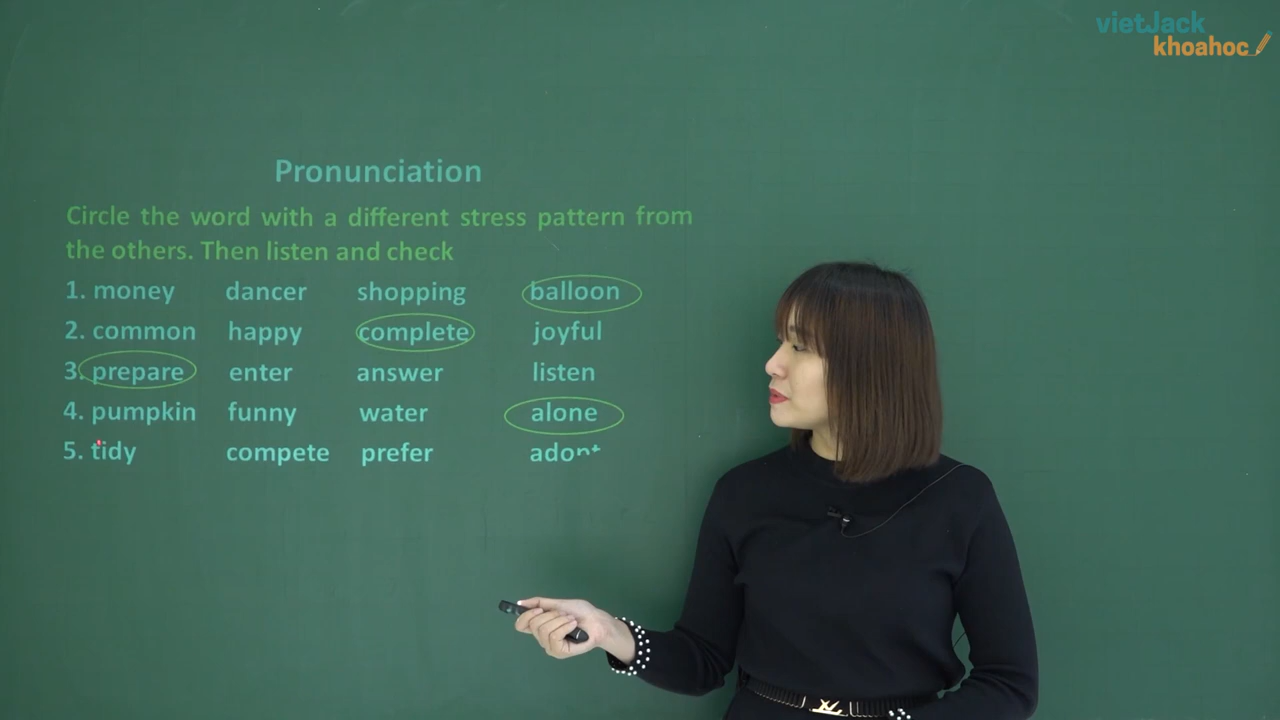 vietJack
khoahoc
Pronunciation
Circle the word with a different stress pattern from
the others. Then listen and check
1. money dancer shopping balloon
2. common happy complete joyful
3. prepare enter answer listen
4. pumpkin funny water alone
5. tidy compete prefer adopt